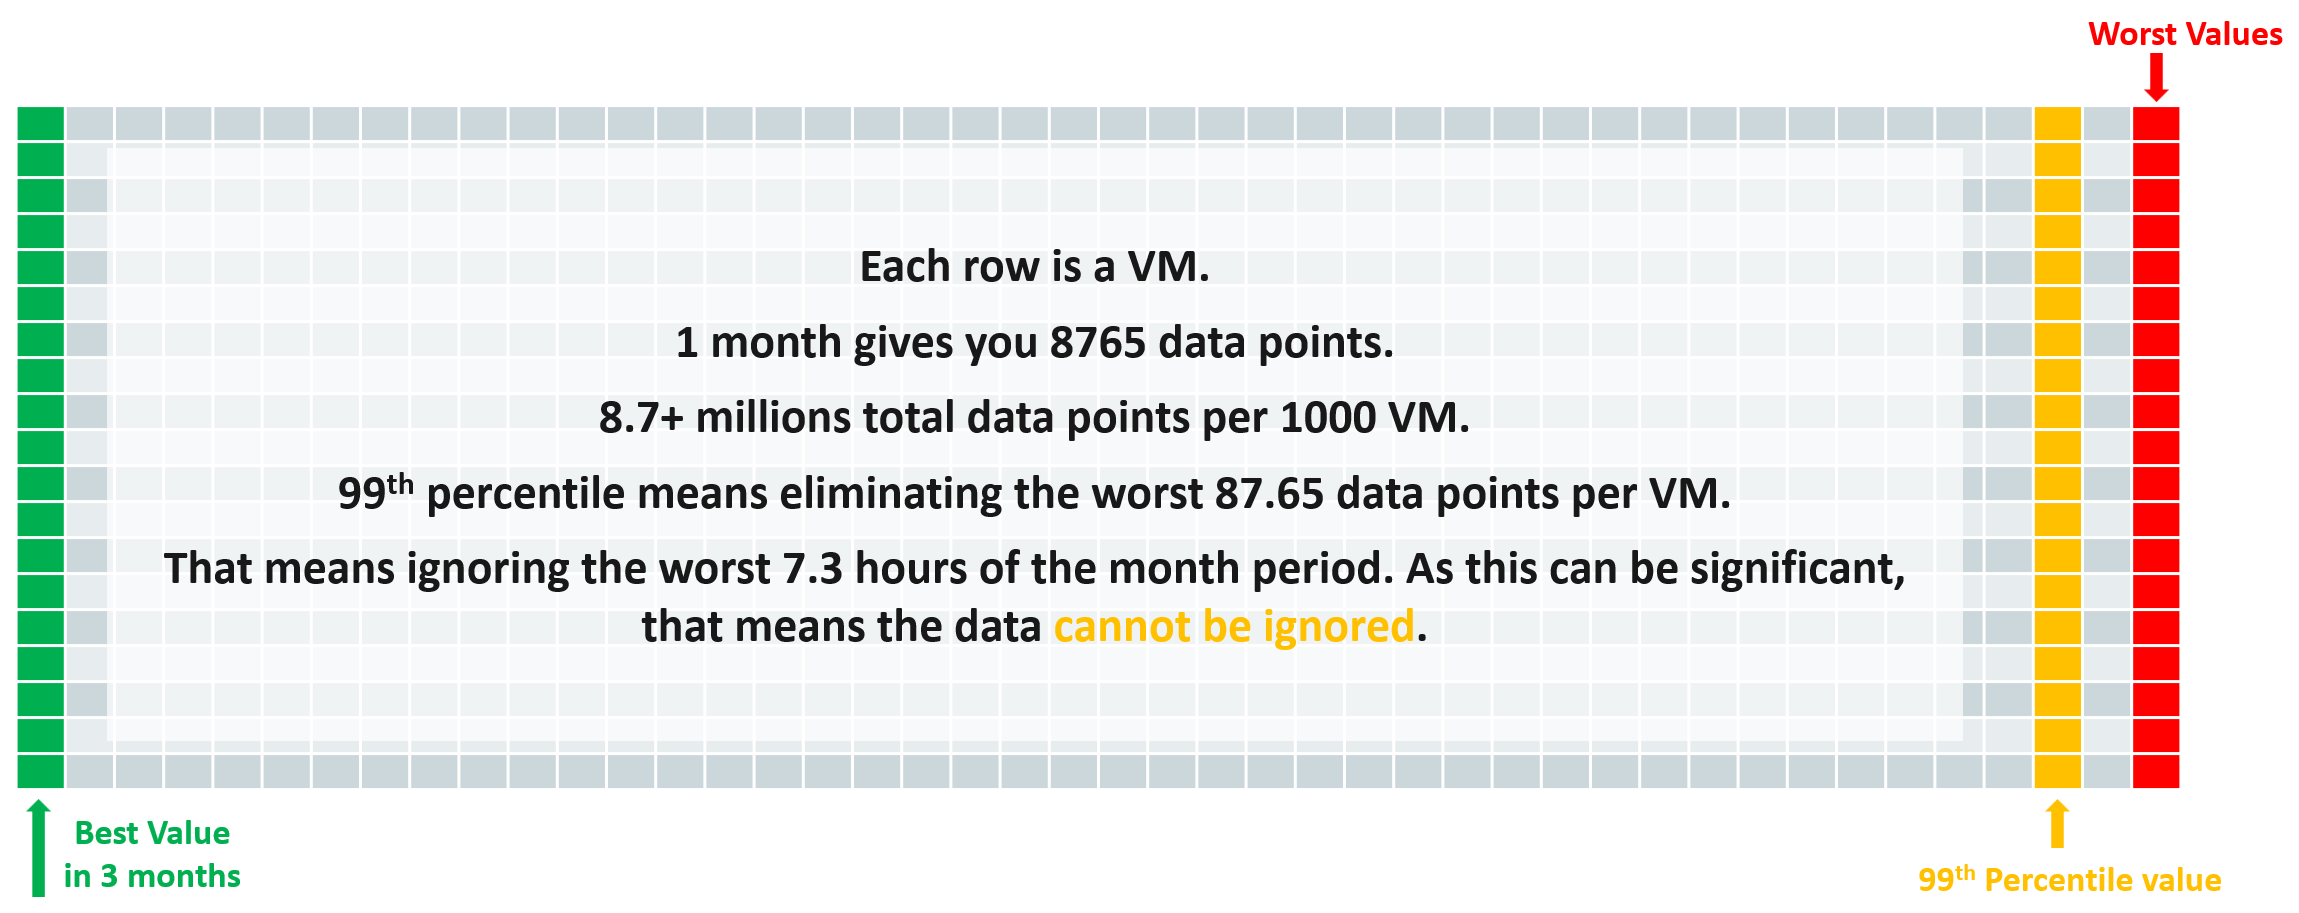 Worst Values
Each row is a VM.
1 month gives you 8765 data points.
8.7+ millions total data points per 1000 VM.
99th percentile means eliminating the worst 87.65 data points per VM.
That means ignoring the worst 7.3 hours of the month period. As this can be significant,
that means the data cannot be ignored.
Best Value
in 3 months
99th Percentile value